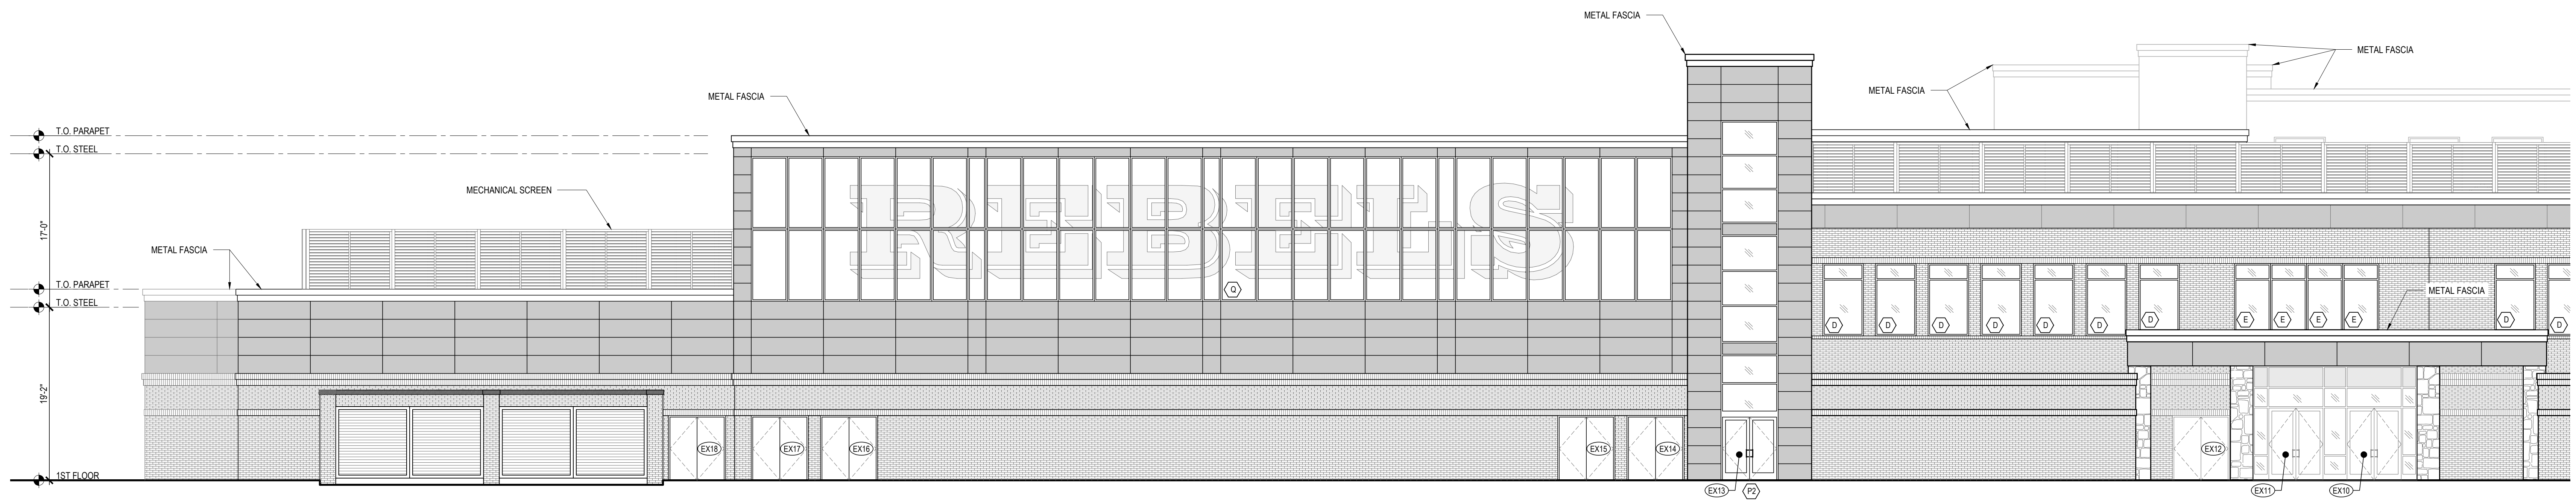 METAL FASCIA
METAL FASCIA
METAL FASCIA
METAL FASCIA
T.O. PARAPET
T.O. STEEL
MECHANICAL SCREEN
REBELS
17'-0"
METAL FASCIA
T.O. PARAPET
Q
METAL FASCIA
T.O. STEEL
D
D
D
D
D
D
D
E
E
E
E
D
D
19'-2"
EX18
EX17
EX16
EX15
EX14
EX12
1ST FLOOR
EX13
P2
EX11
EX10